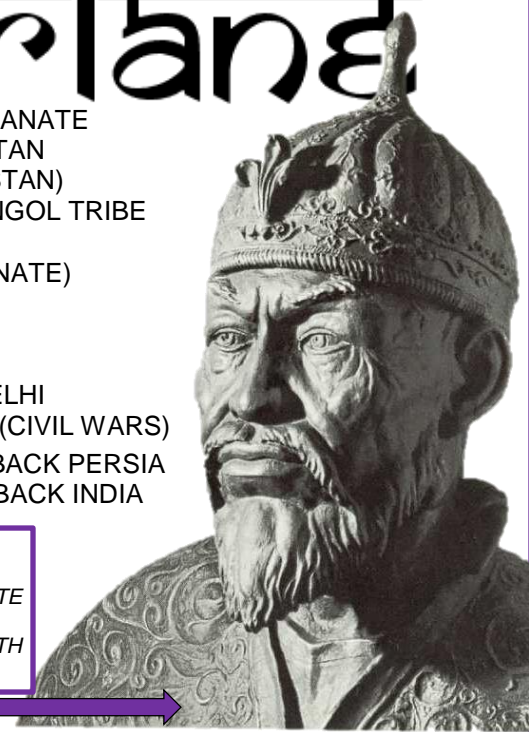 rlane
ANATE
TAN
STAN)
NGOL TRIBE
NATE)
ELHI
(CIVIL WARS)
BACK PERSIA
BACK INDIA
TE
TH